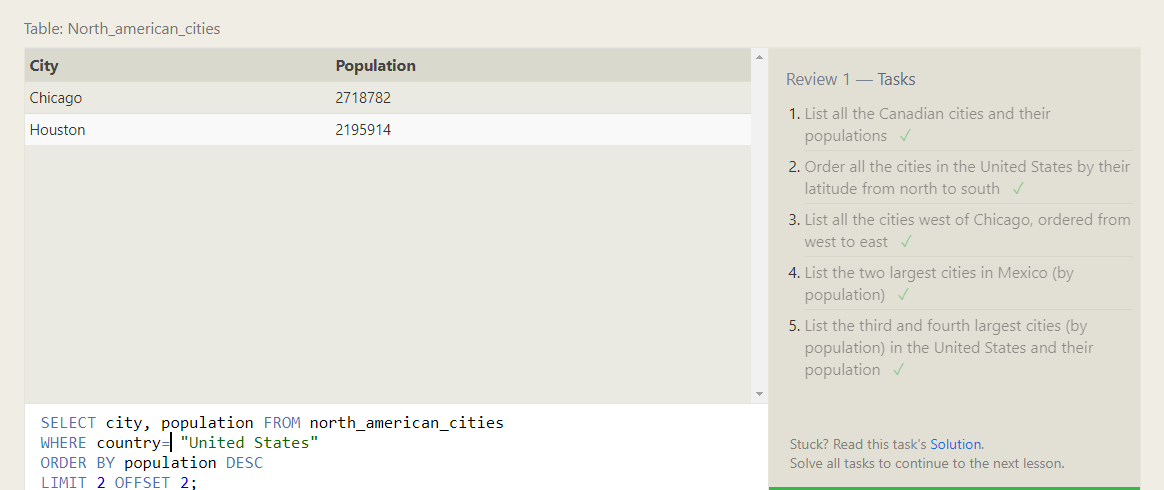 Table: North_american_cities
City Population
Chicago 2718782
Houston 2195914
Review 1 — Tasks
1. List all the Canadian cities and their
populations ✓
2. Order all the cities in the United States by their
latitude from north to south ✓
3. List all the cities west of Chicago, ordered from
west to east ✓
4. List the two largest cities in Mexico (by
population) ✓
5. List the third and fourth largest cities (by
population) in the United States and their
population ✓
SELECT city, population FROM north_american_cities
WHERE country= "United States"
ORDER BY population DESC
LIMIT 2 OFFSET 2;
Stuck? Read this task's Solution.
Solve all tasks to continue to the next lesson.